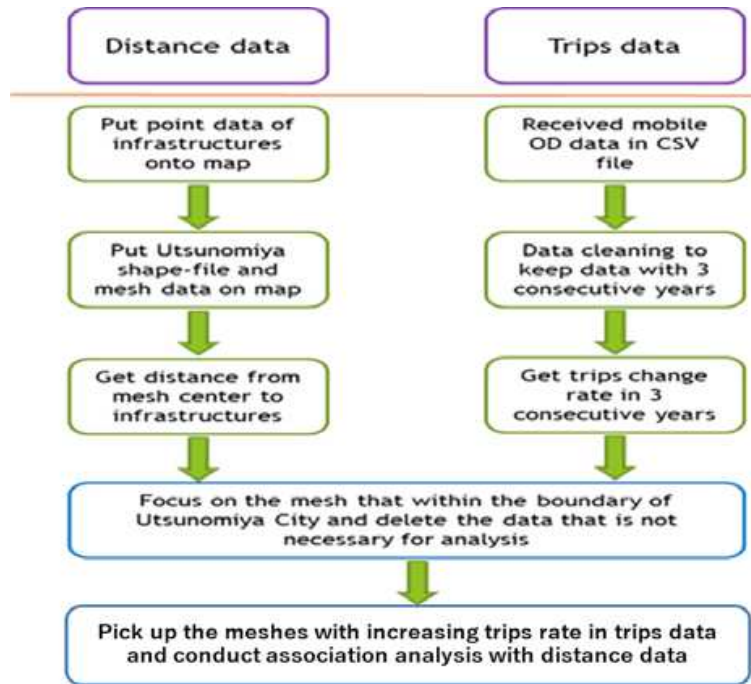 Distance data
Trips data
Put point data of
infrastructures
onto map
Received mobile
OD data in CSV
file
Put Utsunomiya
shape-file and
mesh data on map
Data cleaning to
keep data with 3
consecutive years
Get distance from
mesh center to
infrastructures
Get trips change
rate in 3
consecutive years
Focus on the mesh that within the boundary of
Utsunomiya City and delete the data that is not
necessary for analysis
Pick up the meshes with increasing trips rate in trips data
and conduct association analysis with distance data